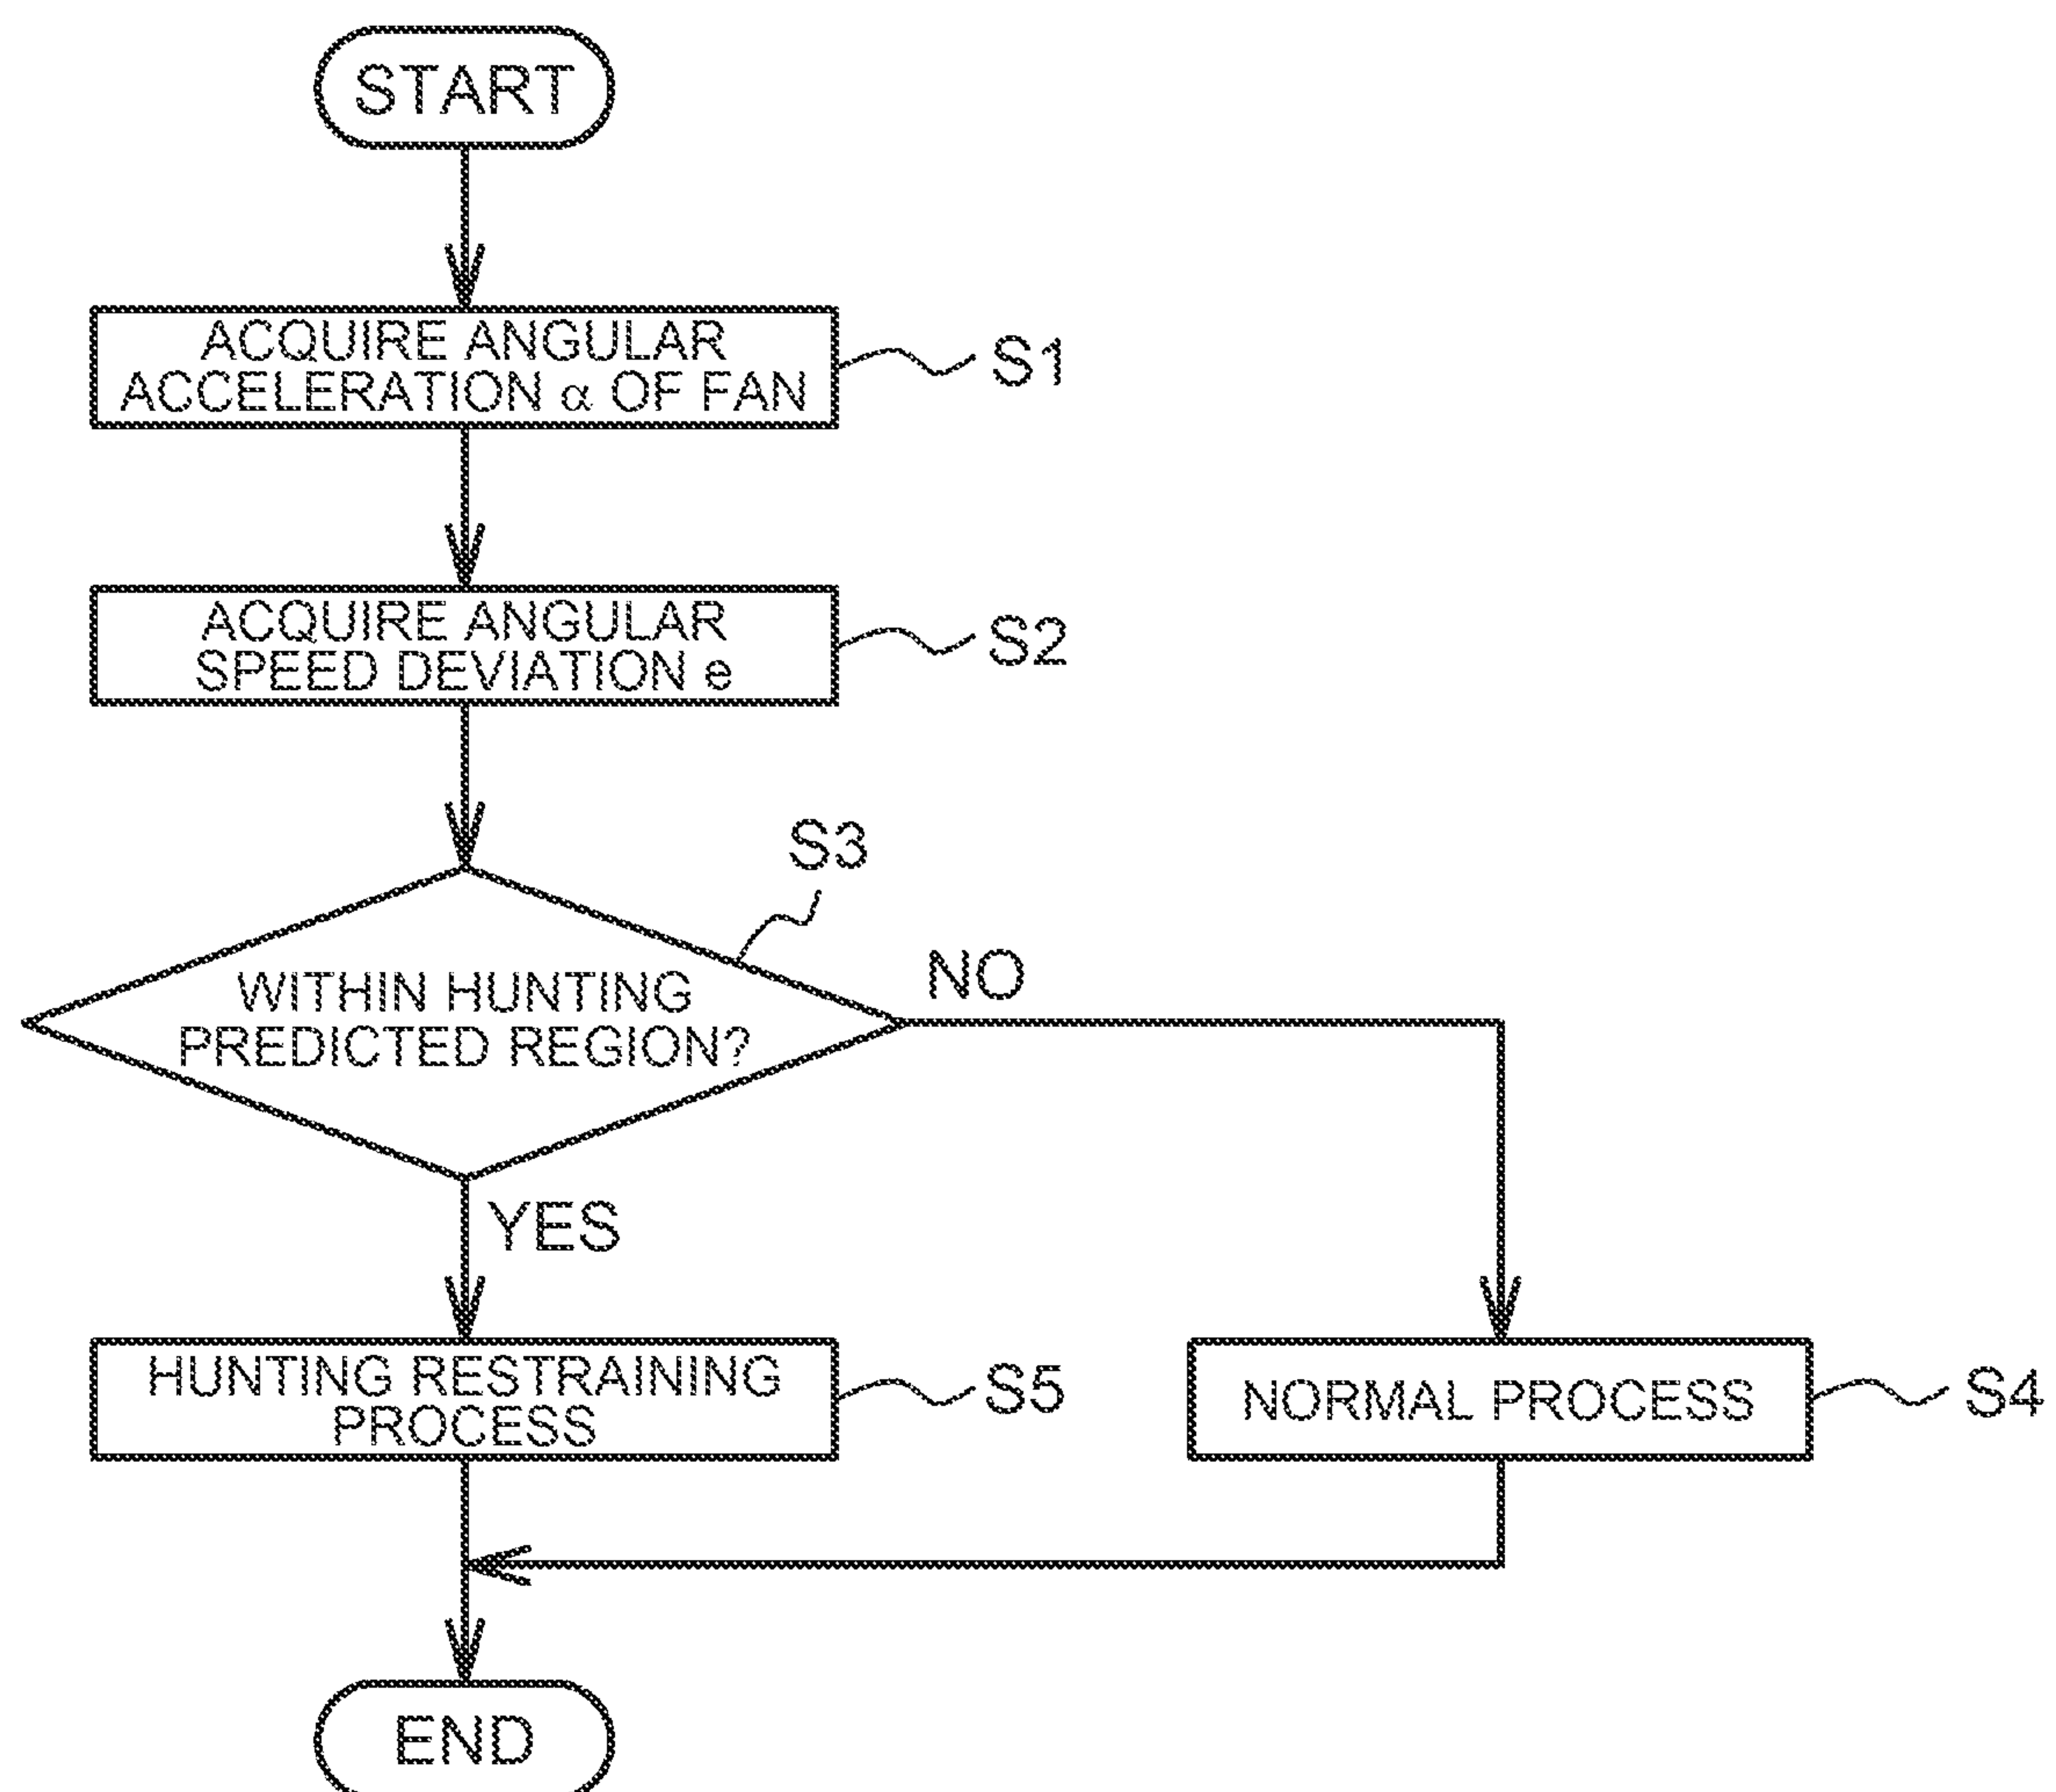 START
ACQUIRE ANGULAR
ACCELERATION α OF FAN
S1
ACQUIRE ANGULAR
SPEED DEVIATION e
S2
S3
WITHIN HUNTING
PREDICTED REGION?
NO
YES
HUNTING RESTRAINING
PROCESS
S5
NORMAL PROCESS
S4
END